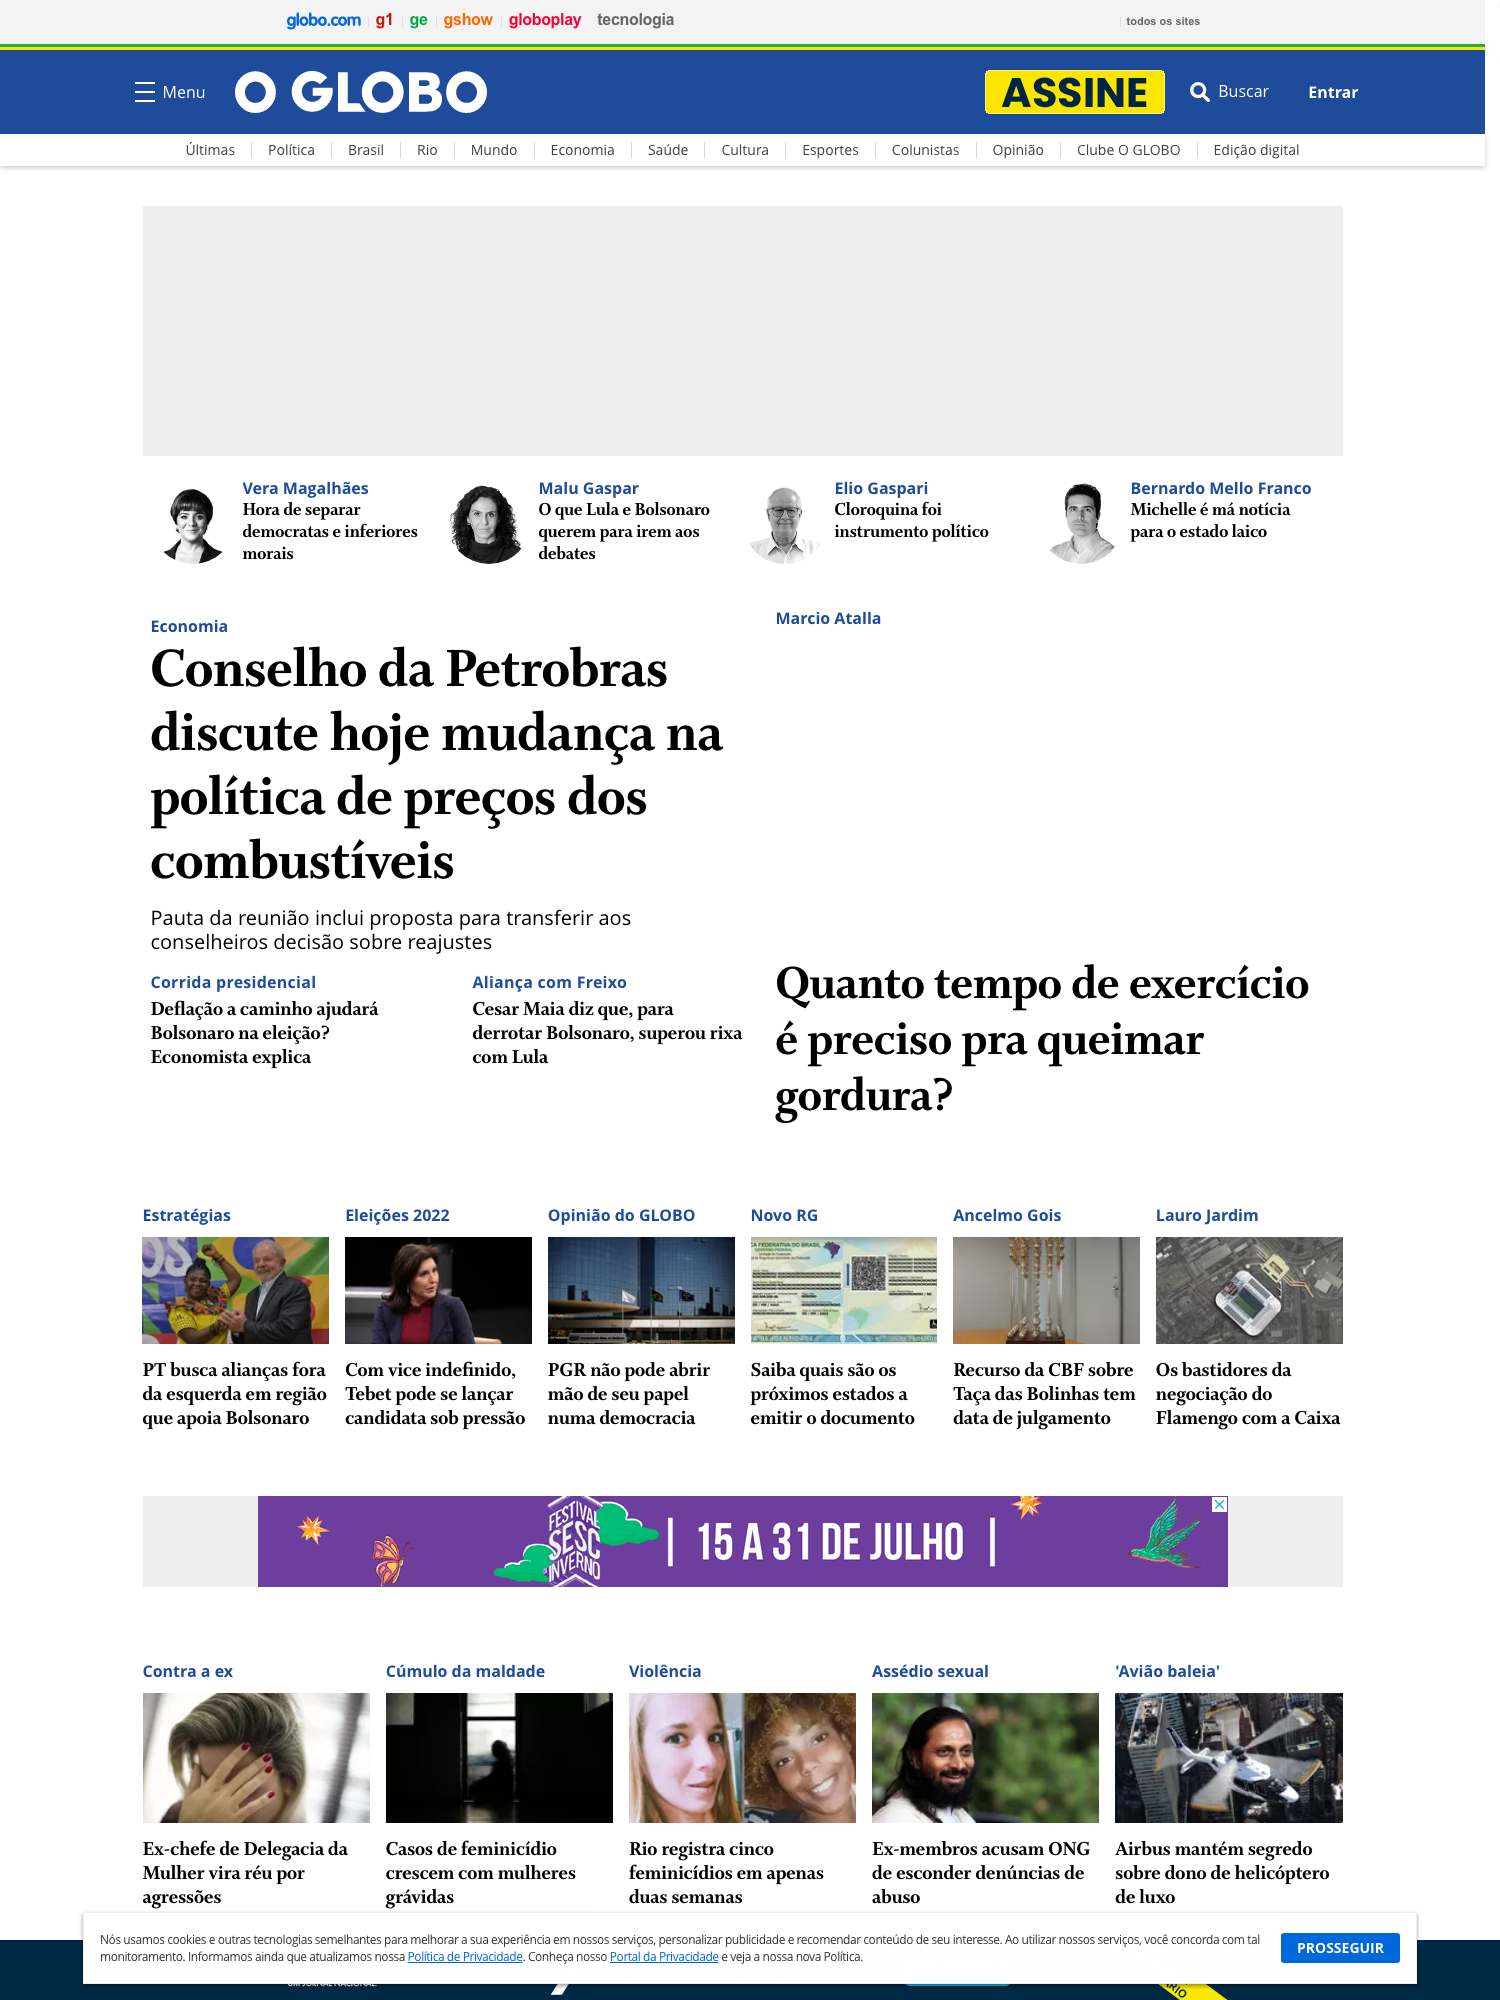 globo.com g1 ge gshow globoplay tecnologia todos os sites
Menu O GLOBO ASSINE Buscar Entrar
Últimas Política Brasil Rio Mundo Economia Saúde Cultura Esportes Colunistas Opinião Clube O GLOBO Edição digital
Vera Magalhães
Hora de separar
democratas e inferiores
morais
Malu Gaspar
O que Lula e Bolsonaro
querem para irem aos
debates
Elio Gaspari
Cloroquina foi
instrumento político
Bernardo Mello Franco
Michelle é má notícia
para o estado laico
Economia
Conselho da Petrobras
discute hoje mudança na
política de preços dos
combustíveis
Pauta da reunião inclui proposta para transferir aos
conselheiros decisão sobre reajustes
Corrida presidencial
Deflação a caminho ajudará
Bolsonaro na eleição?
Economista explica
Aliança com Freixo
Cesar Maia diz que, para
derrotar Bolsonaro, superou rixa
com Lula
Marcio Atalla
Quanto tempo de exercício
é preciso pra queimar
gordura?
Estratégias
PT busca alianças fora
da esquerda em região
que apoia Bolsonaro
Eleições 2022
Com vice indefinido,
Tebet pode se lançar
candidata sob pressão
Opinião do GLOBO
PGR não pode abrir
mão de seu papel
numa democracia
Novo RG
Saiba quais são os
próximos estados a
emitir o documento
Ancelmo Gois
Recurso da CBF sobre
Taça das Bolinhas tem
data de julgamento
Lauro Jardim
Os bastidores da
negociação do
Flamengo com a Caixa
FESTIVAL
SESC
INVERNO
| 15 A 31 DE JULHO |
Contra a ex
Ex-chefe de Delegacia da
Mulher vira réu por
agressões
Cúmulo da maldade
Casos de feminicídio
crescem com mulheres
grávidas
Violência
Rio registra cinco
feminicídios em apenas
duas semanas
Assédio sexual
Ex-membros acusam ONG
de esconder denúncias de
abuso
'Avião baleia'
Airbus mantém segredo
sobre dono de helicóptero
de luxo
Nós usamos cookies e outras tecnologias semelhantes para melhorar a sua experiência em nossos serviços, personalizar publicidade e recomendar conteúdo de seu interesse. Ao utilizar nossos serviços, você concorda com tal
monitoramento. Informamos ainda que atualizamos nossa Política de Privacidade. Conheça nosso Portal da Privacidade e veja a nossa nova Política.
PROSSEGUIR